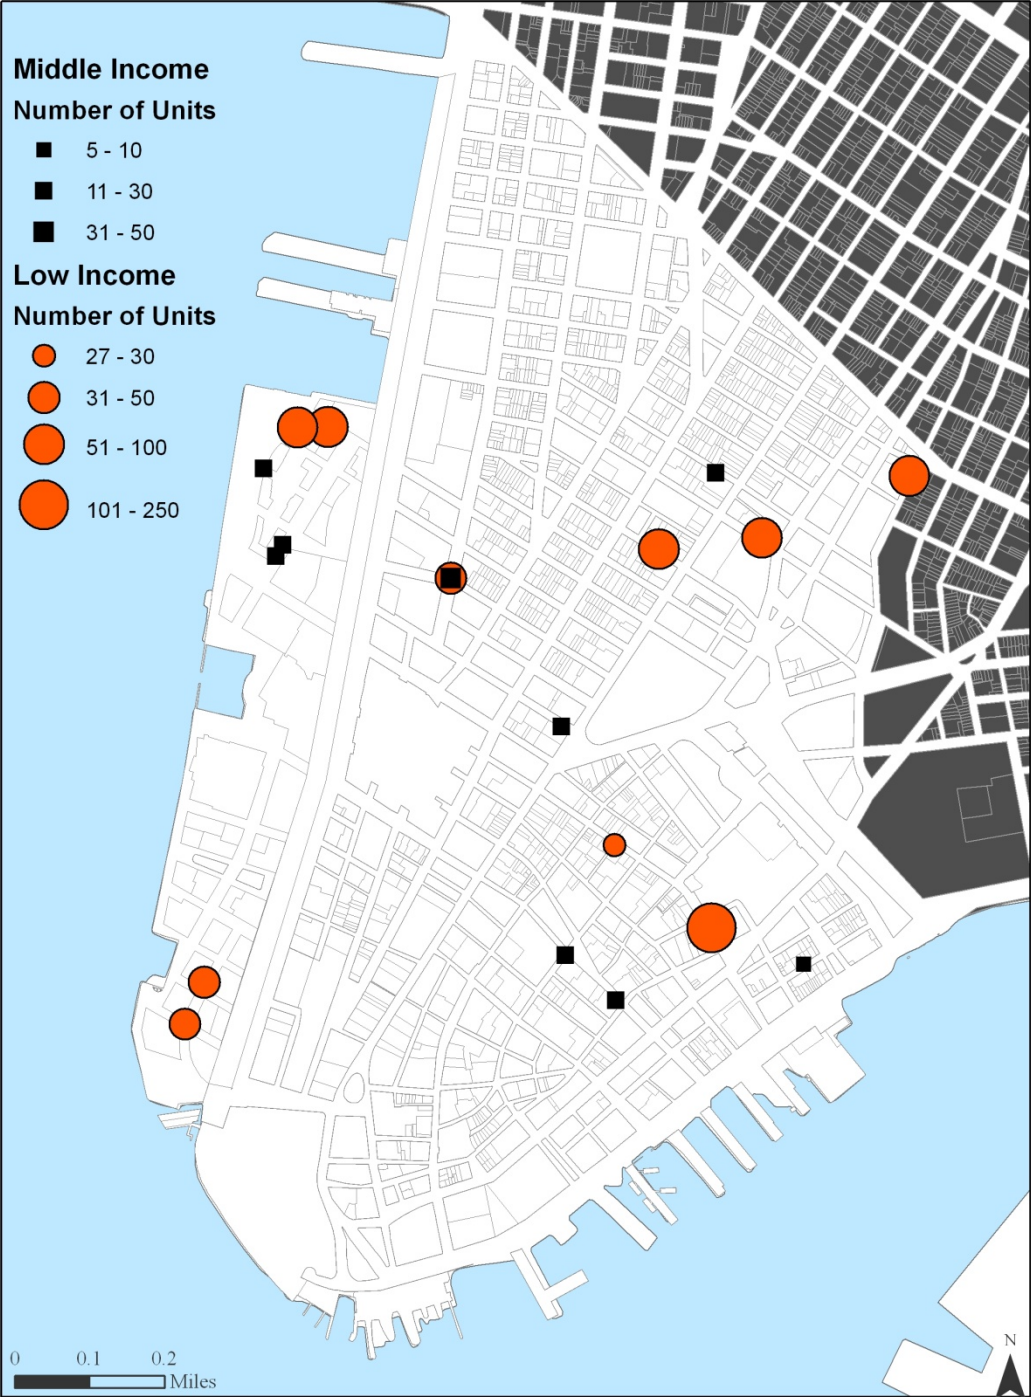 Middle Income
Number of Units
5 - 10
11 - 30
31 - 50
Low Income
Number of Units
27 - 30
31 - 50
51 - 100
101 - 250
0 0.1 0.2
Miles
N